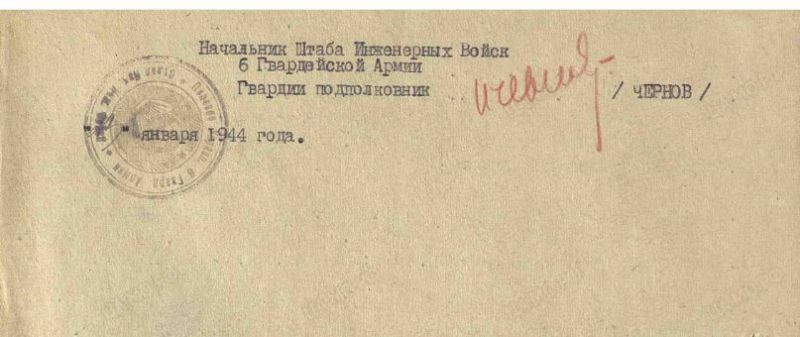 Начальник Штаба Инженерных Войск
6 Гвардейской Армии
Гвардии подполковник / ЧЕРНОВ /
" " января 1944 года.